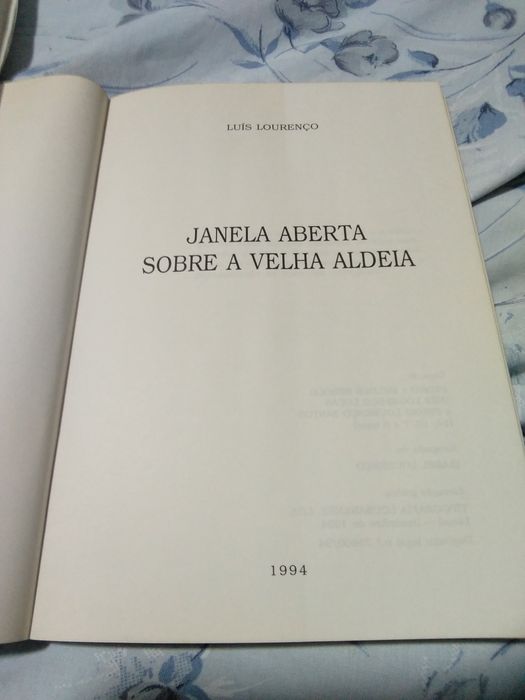 LUÍS LOURENÇO
JANELA ABERTA
SOBRE A VELHA ALDEIA
1994